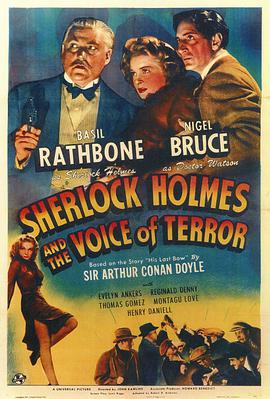 BASIL NIGEL
RATHBONE BRUCE
as Sherlock Holmes as Doctor Watson
SHERLOCK HOLMES
AND THE VOICE OF TERROR
Based on the Story "His Last Bow" By
SIR ARTHUR CONAN DOYLE
with
EVELYN ANKERS · REGINALD DENNY
THOMAS GOMEZ · MONTAGU LOVE
HENRY DANIELL
A UNIVERSAL PICTURE
Directed by JOHN RAWLINS
Associate Producer, HOWARD BENEDICT